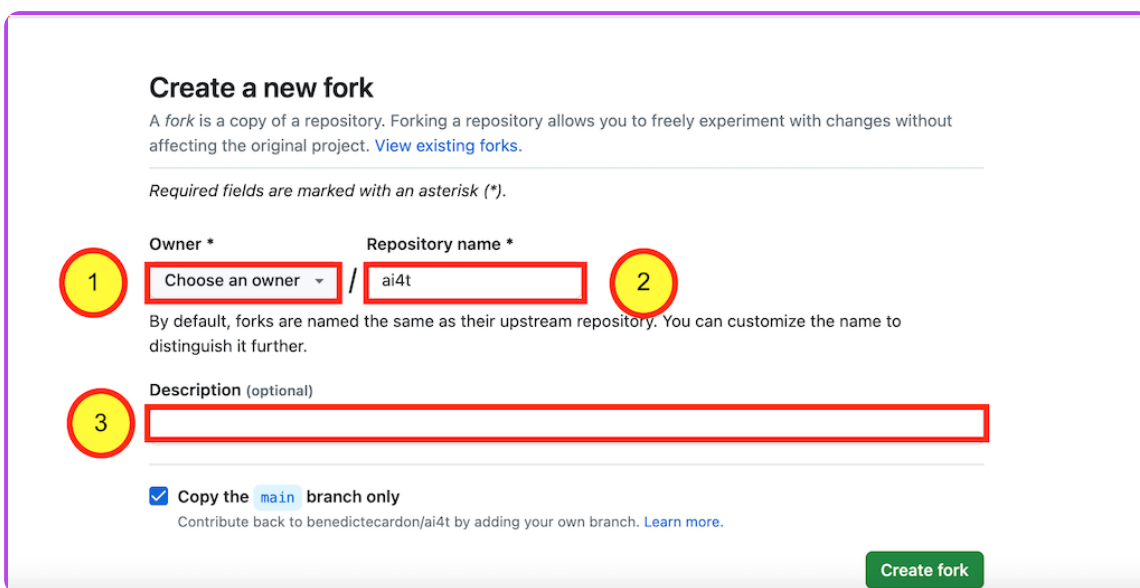 Create a new fork
A fork is a copy of a repository. Forking a repository allows you to freely experiment with changes without
affecting the original project. View existing forks.
Required fields are marked with an asterisk (*).
Owner * Repository name *
1 Choose an owner / ai4t 2
By default, forks are named the same as their upstream repository. You can customize the name to
distinguish it further.
Description (optional)
3
Copy the main branch only
Contribute back to benedictecardon/ai4t by adding your own branch. Learn more.
Create fork